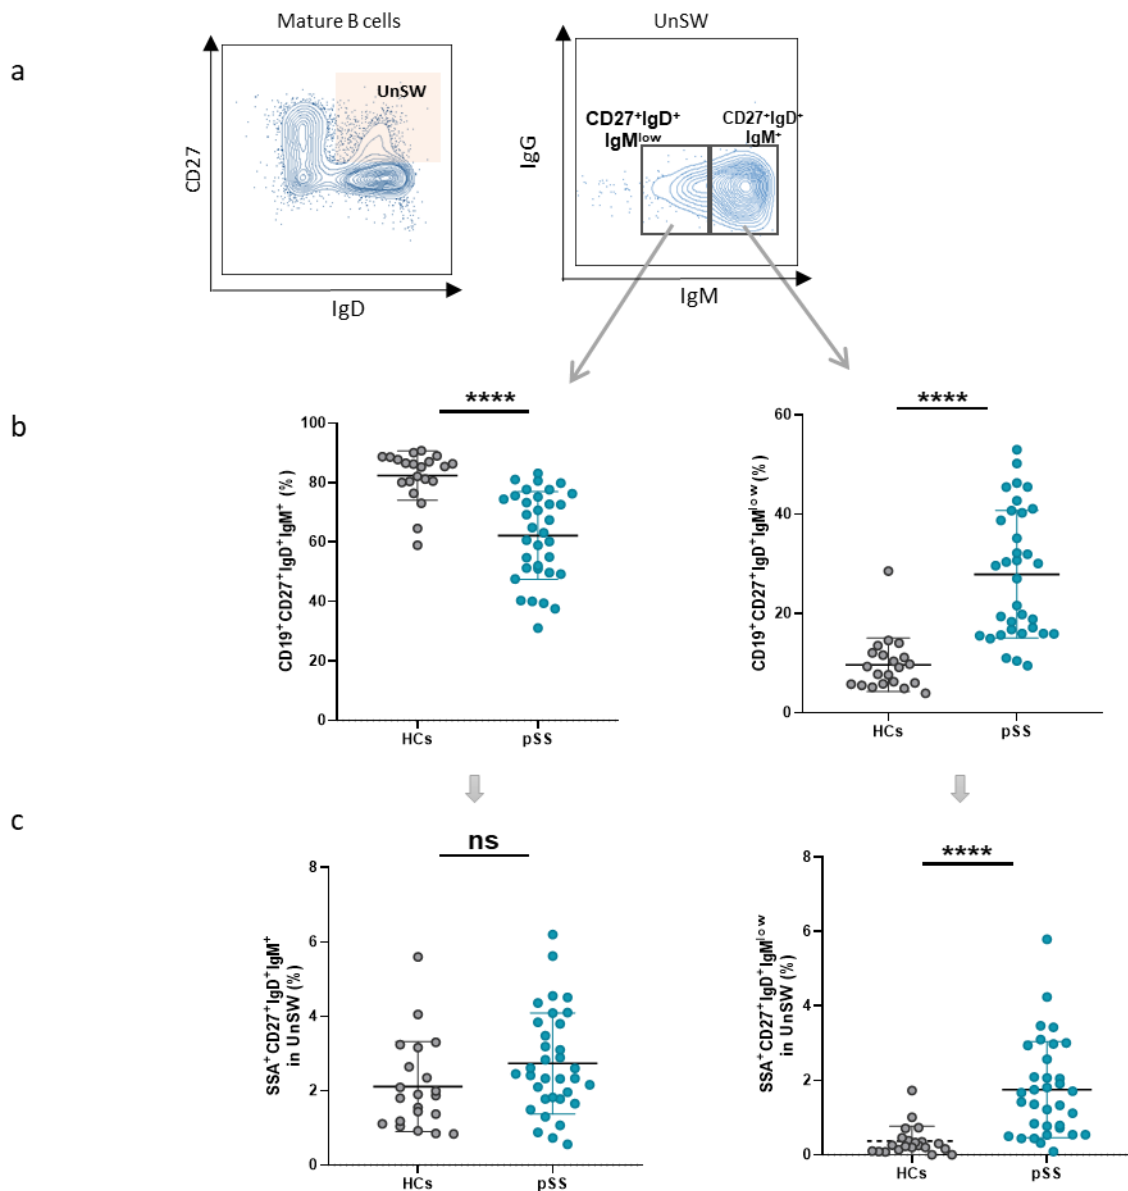 a
Mature B cells
UnSW
CD27
IgD
UnSW
CD27⁺IgD⁺
IgMˡᵒʷ
CD27⁺IgD⁺
IgM⁺
IgG
IgM
b
****
CD19⁺CD27⁺IgD⁺IgM⁺ (%)
100
80
60
40
20
0
HCs
pSS
****
CD19⁺CD27⁺IgD⁺IgMˡᵒʷ (%)
60
40
20
0
HCs
pSS
c
ns
SSA⁺CD27⁺IgD⁺IgM⁺
in UnSW (%)
8
6
4
2
0
HCs
pSS
****
SSA⁺CD27⁺IgD⁺IgMˡᵒʷ
in UnSW (%)
8
6
4
2
0
HCs
pSS